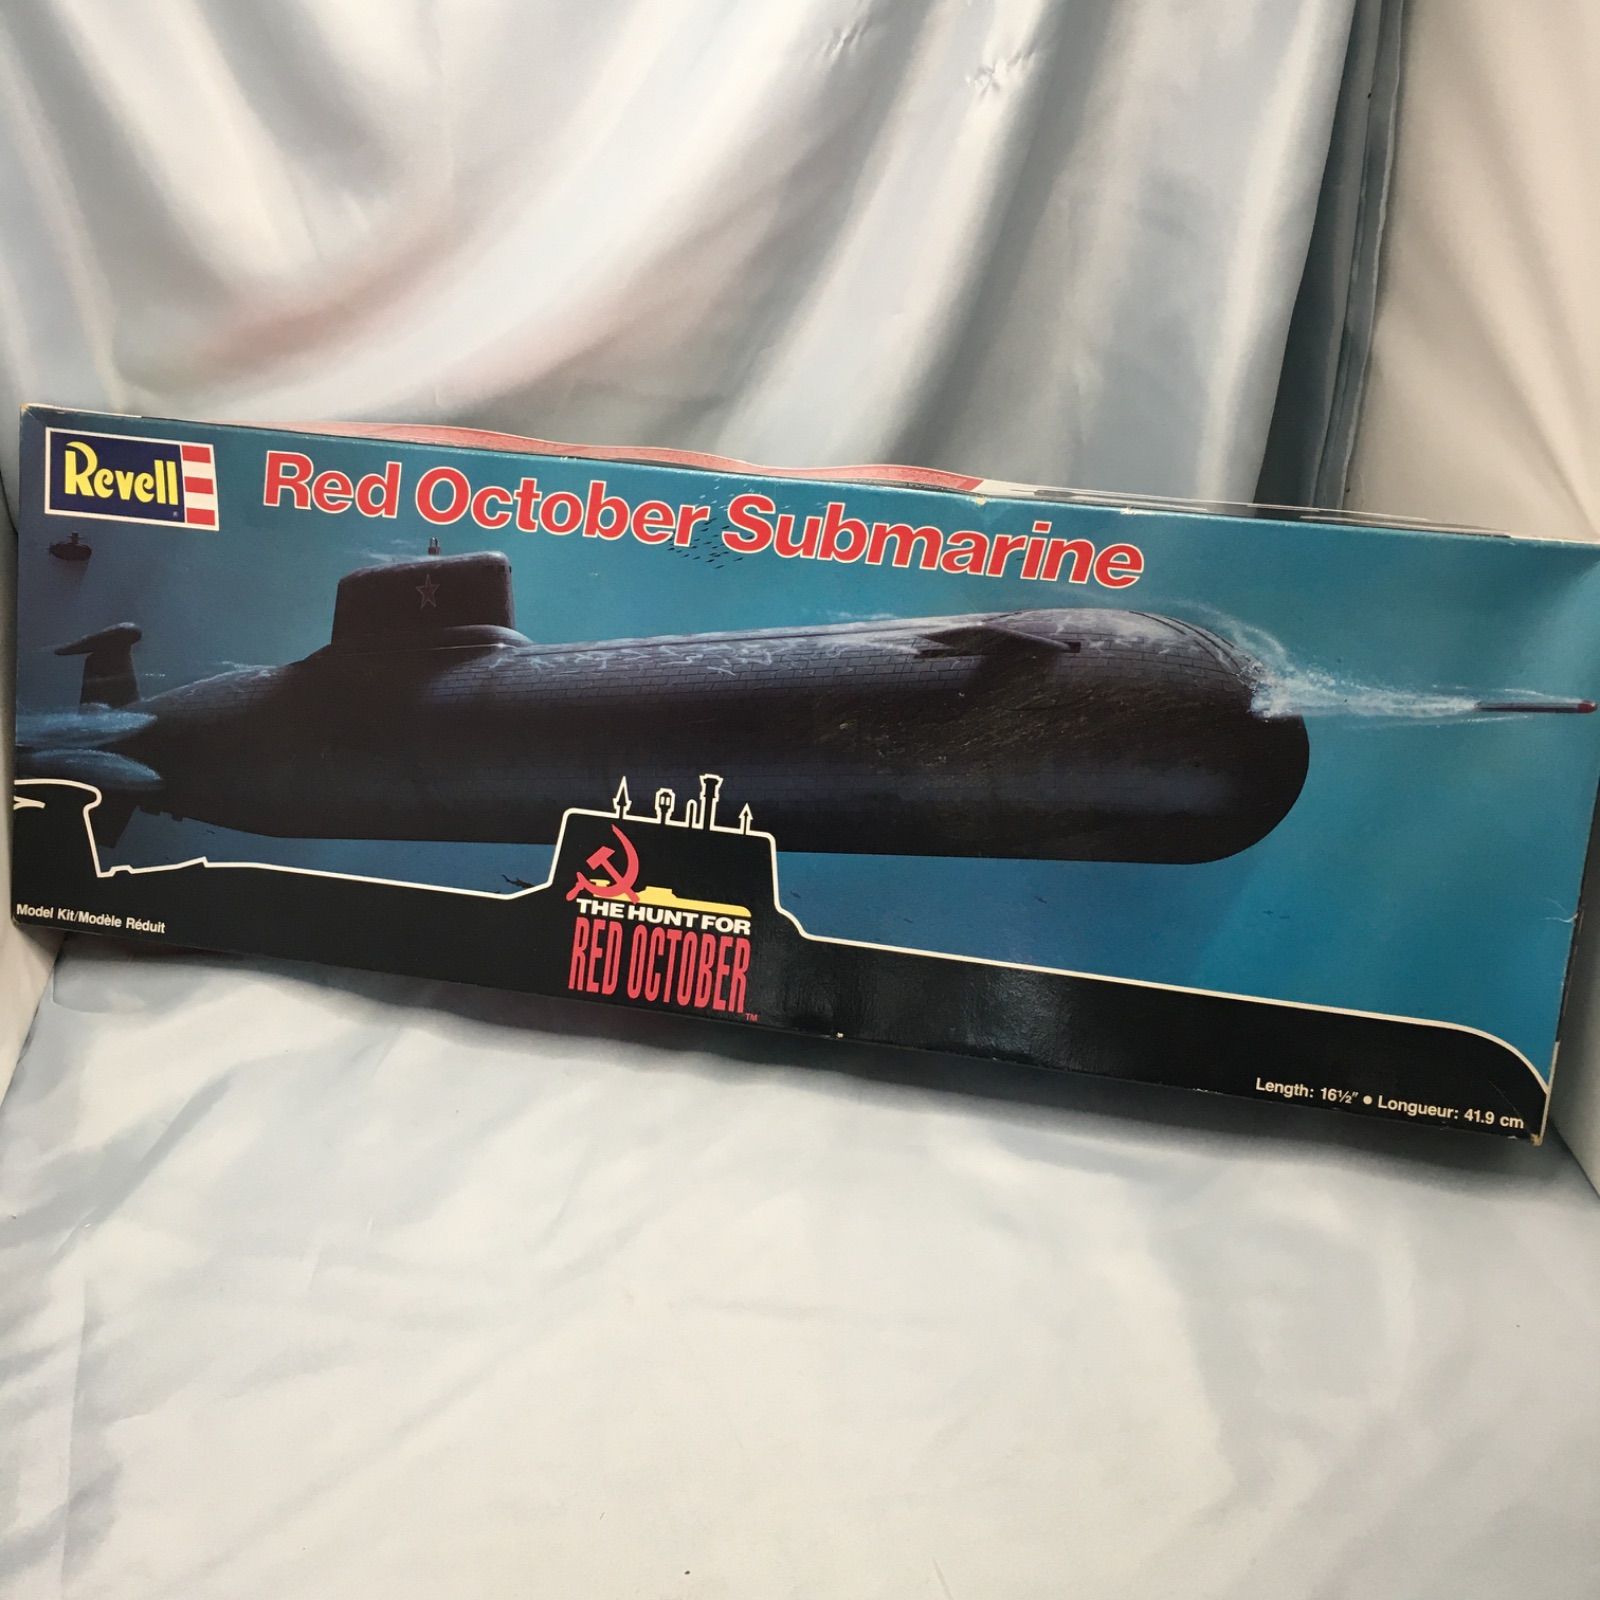 Revell®
Red October Submarine
Model Kit/Modèle Réduit
THE HUNT FOR
RED OCTOBER™
Length: 16½" • Longueur: 41.9 cm